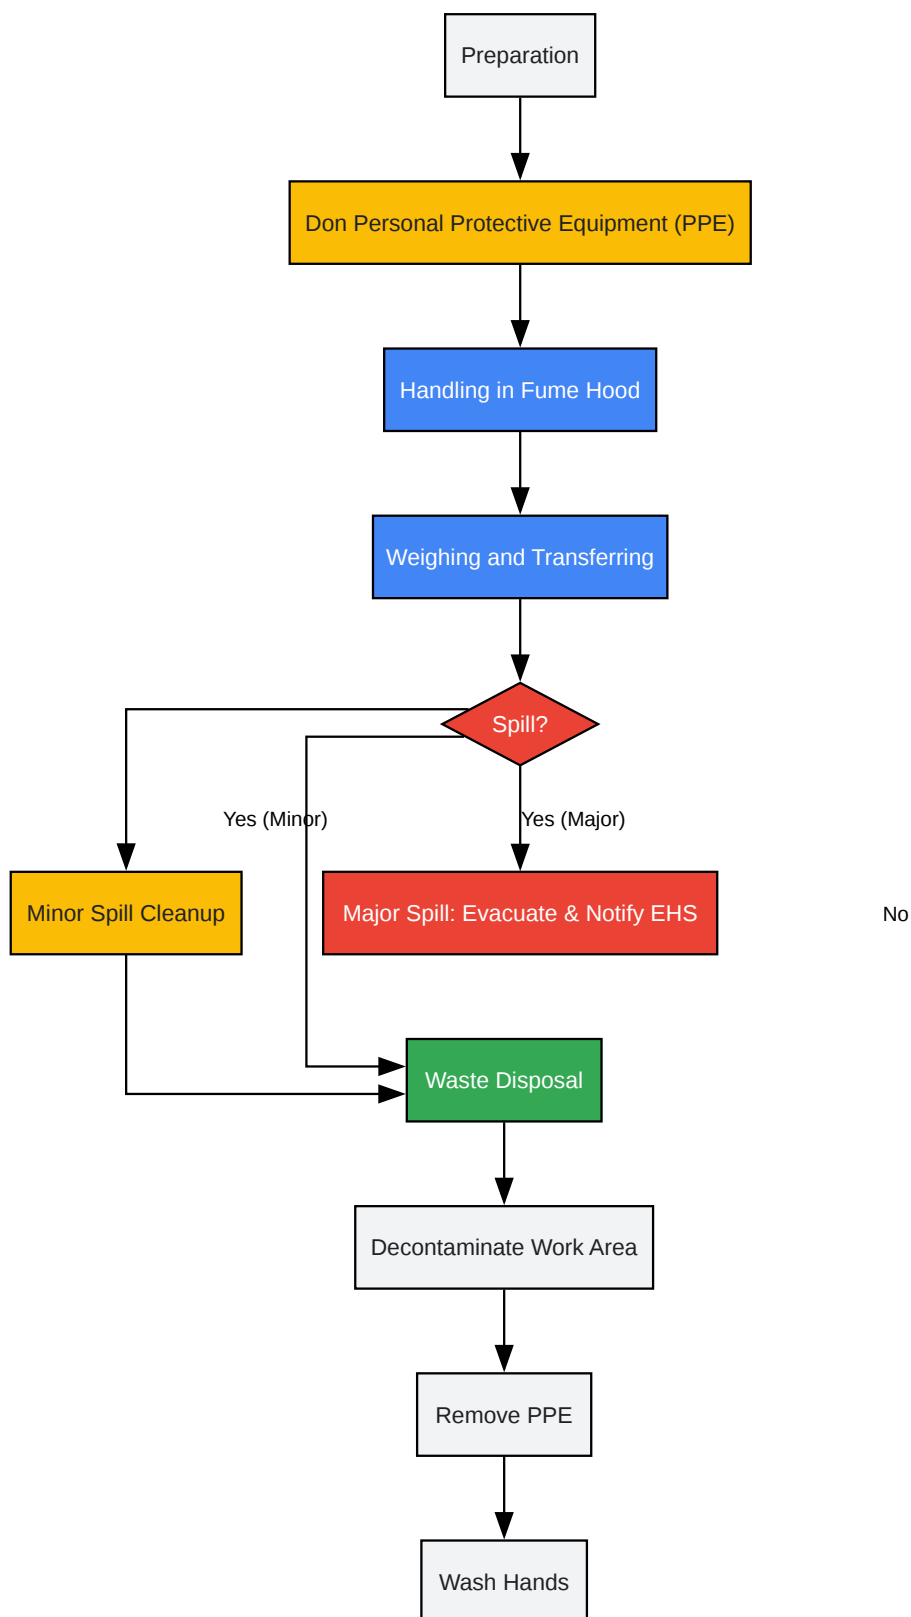 Preparation
Don Personal Protective Equipment (PPE)
Handling in Fume Hood
Weighing and Transferring
Spill?
Yes (Minor)
Yes (Major)
Minor Spill Cleanup
Major Spill: Evacuate & Notify EHS
No
Waste Disposal
Decontaminate Work Area
Remove PPE
Wash Hands